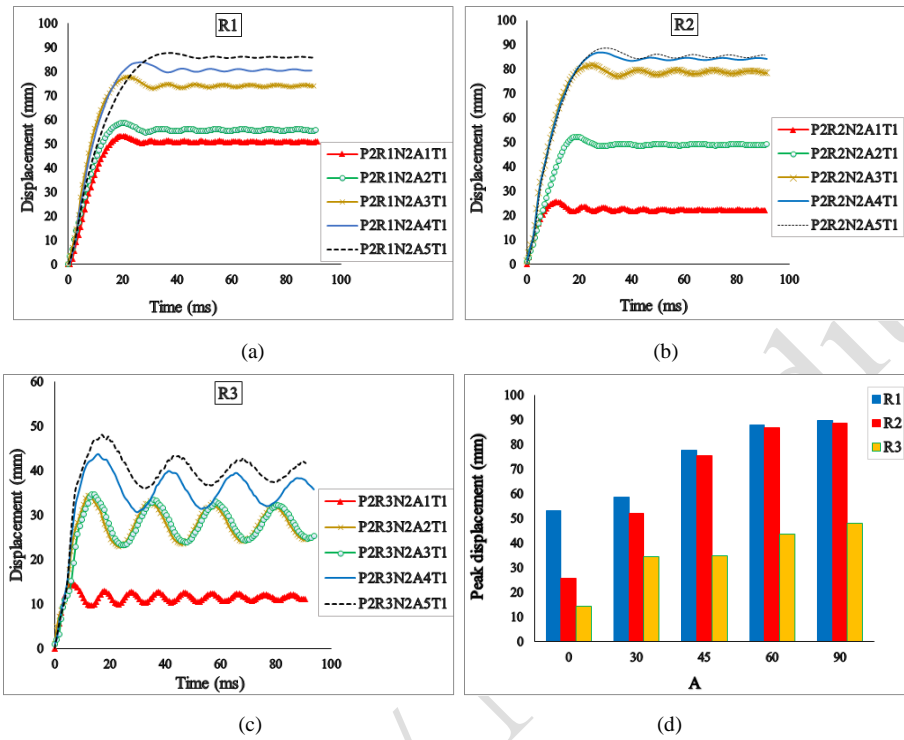 R1
Displacement (mm)
100
90
80
70
60
50
40
30
20
10
0
0 20 40 60 80 100
Time (ms)
P2R1N2A1T1
P2R1N2A2T1
P2R1N2A3T1
P2R1N2A4T1
P2R1N2A5T1
(a)
R2
Displacement (mm)
100
90
80
70
60
50
40
30
20
10
0
0 20 40 60 80 100
Time (ms)
P2R2N2A1T1
P2R2N2A2T1
P2R2N2A3T1
P2R2N2A4T1
P2R2N2A5T1
(b)
R3
Displacement (mm)
60
50
40
30
20
10
0
0 20 40 60 80 100
Time (ms)
P2R3N2A1T1
P2R3N2A2T1
P2R3N2A3T1
P2R3N2A4T1
P2R3N2A5T1
(c)
Peak displacement (mm)
100
90
80
70
60
50
40
30
20
10
0
0 30 45 60 90
A
R1
R2
R3
(d)